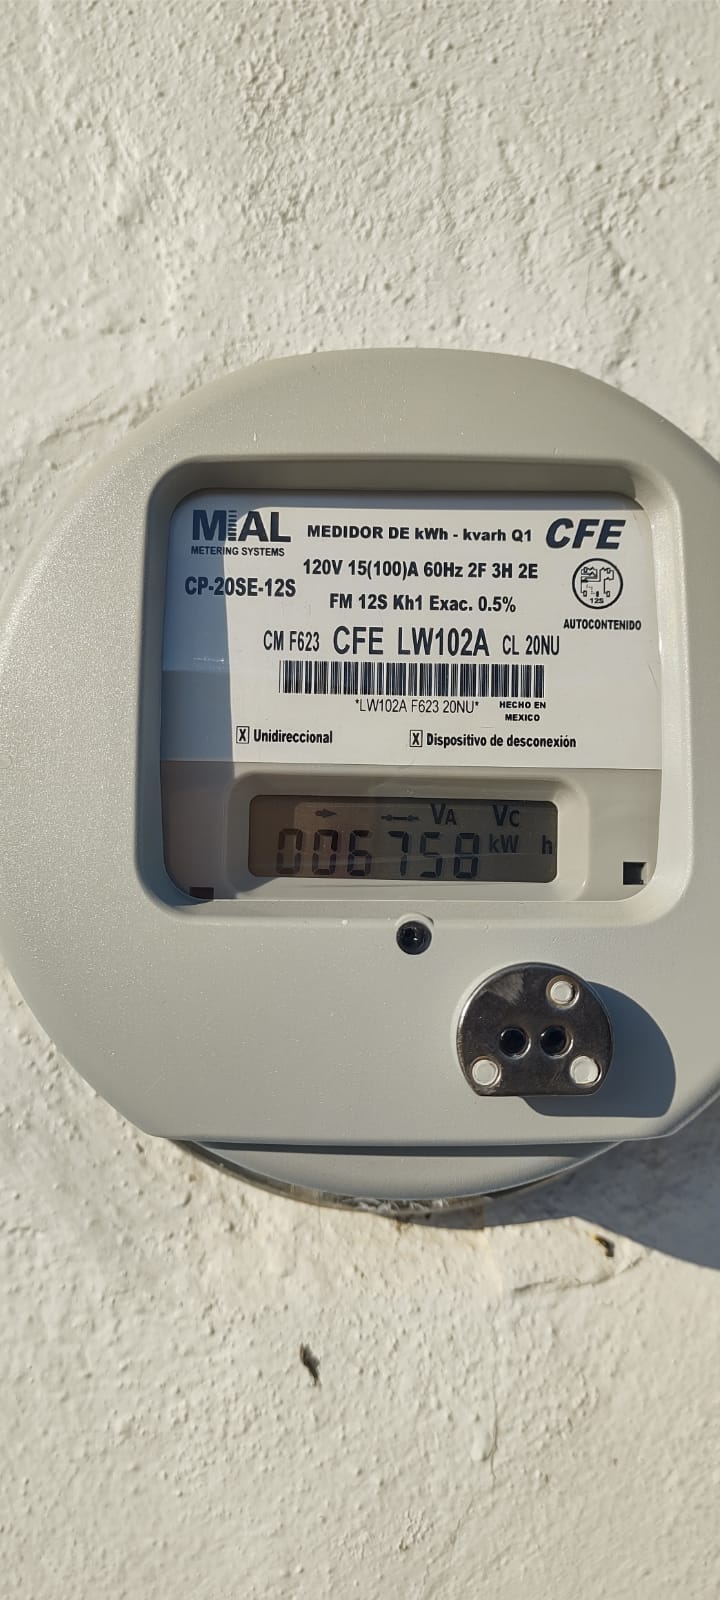 MIAL MEDIDOR DE kWh - kvarh Q1 CFE
METERING SYSTEMS
120V 15(100)A 60Hz 2F 3H 2E
CP-20SE-12S
FM 12S Kh1 Exac. 0.5%
12S
AUTOCONTENIDO
CM F623 CFE LW102A CL 20NU
*LW102A F623 20NU*
HECHO EN
MEXICO
X Unidireccional
X Dispositivo de desconexión
VA VC
006758 kW h